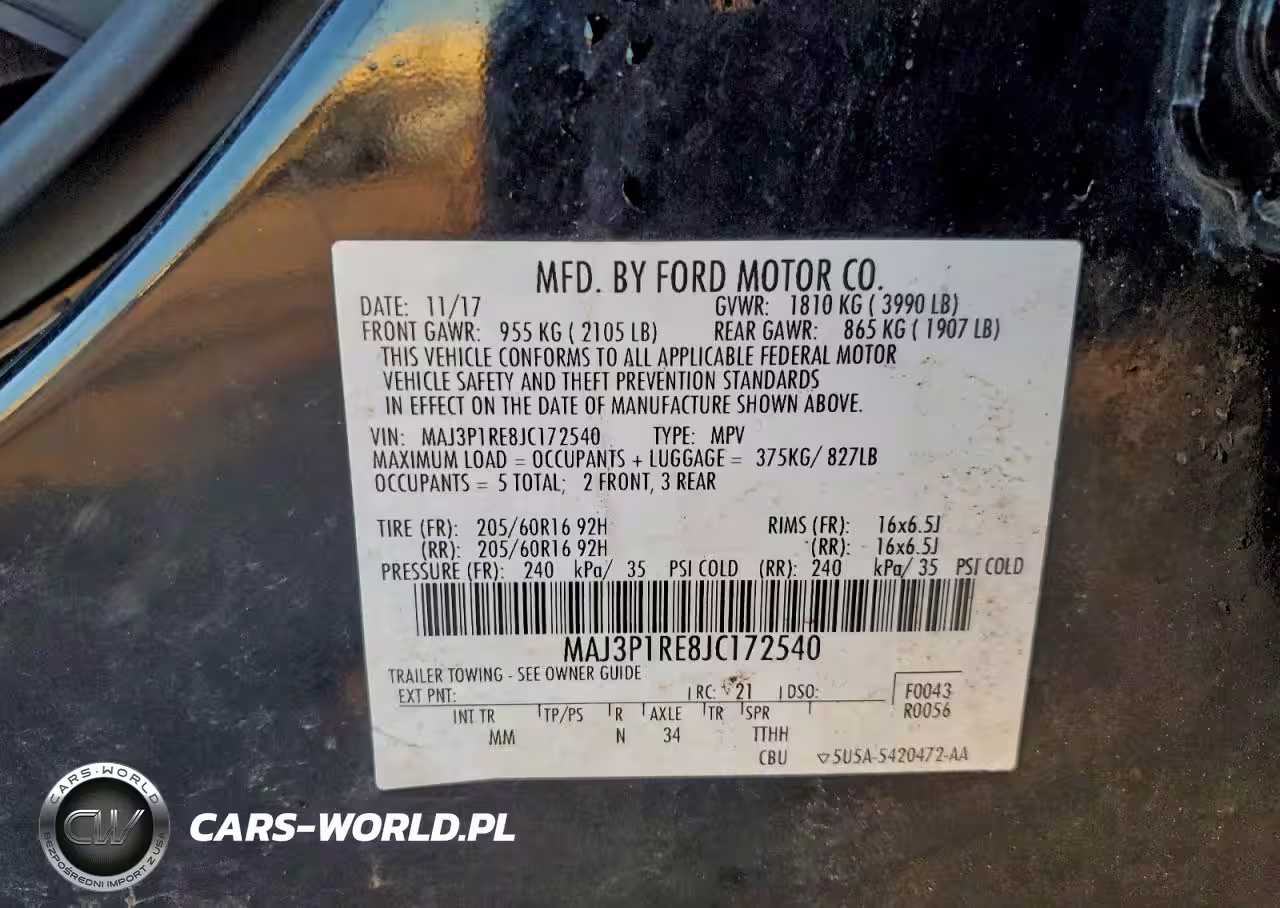 MFD. BY FORD MOTOR CO.
DATE: 11/17 GVWR: 1810 KG ( 3990 LB)
FRONT GAWR: 955 KG ( 2105 LB) REAR GAWR: 865 KG ( 1907 LB)
THIS VEHICLE CONFORMS TO ALL APPLICABLE FEDERAL MOTOR
VEHICLE SAFETY AND THEFT PREVENTION STANDARDS
IN EFFECT ON THE DATE OF MANUFACTURE SHOWN ABOVE.
VIN: MAJ3P1RE8JC172540 TYPE: MPV
MAXIMUM LOAD = OCCUPANTS + LUGGAGE = 375KG/ 827LB
OCCUPANTS = 5 TOTAL; 2 FRONT, 3 REAR
TIRE (FR): 205/60R16 92H RIMS (FR): 16x6.5J
(RR): 205/60R16 92H (RR): 16x6.5J
PRESSURE (FR): 240 kPa/ 35 PSI COLD (RR): 240 kPa/ 35 PSI COLD
MAJ3P1RE8JC172540
TRAILER TOWING - SEE OWNER GUIDE
EXT PNT: RC: 21 DSO: F0043
R0056
INT TR TP/PS R AXLE TR SPR
MM N 34 TTHH
CBU 5U5A-5420472-AA
CARS-WORLD
CW
BEZPOŚREDNI IMPORT Z USA
CARS-WORLD.PL